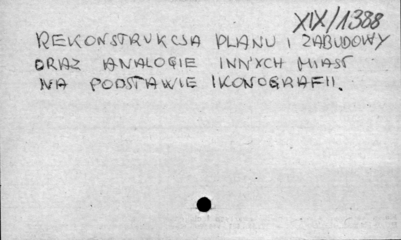 XIX/1388
REKONSTRUKCJA PLANU I ZABUDOWY
ORAZ ANALOGIE INNYCH MIAST
NA PODSTAWIE IKONOGRAFII.